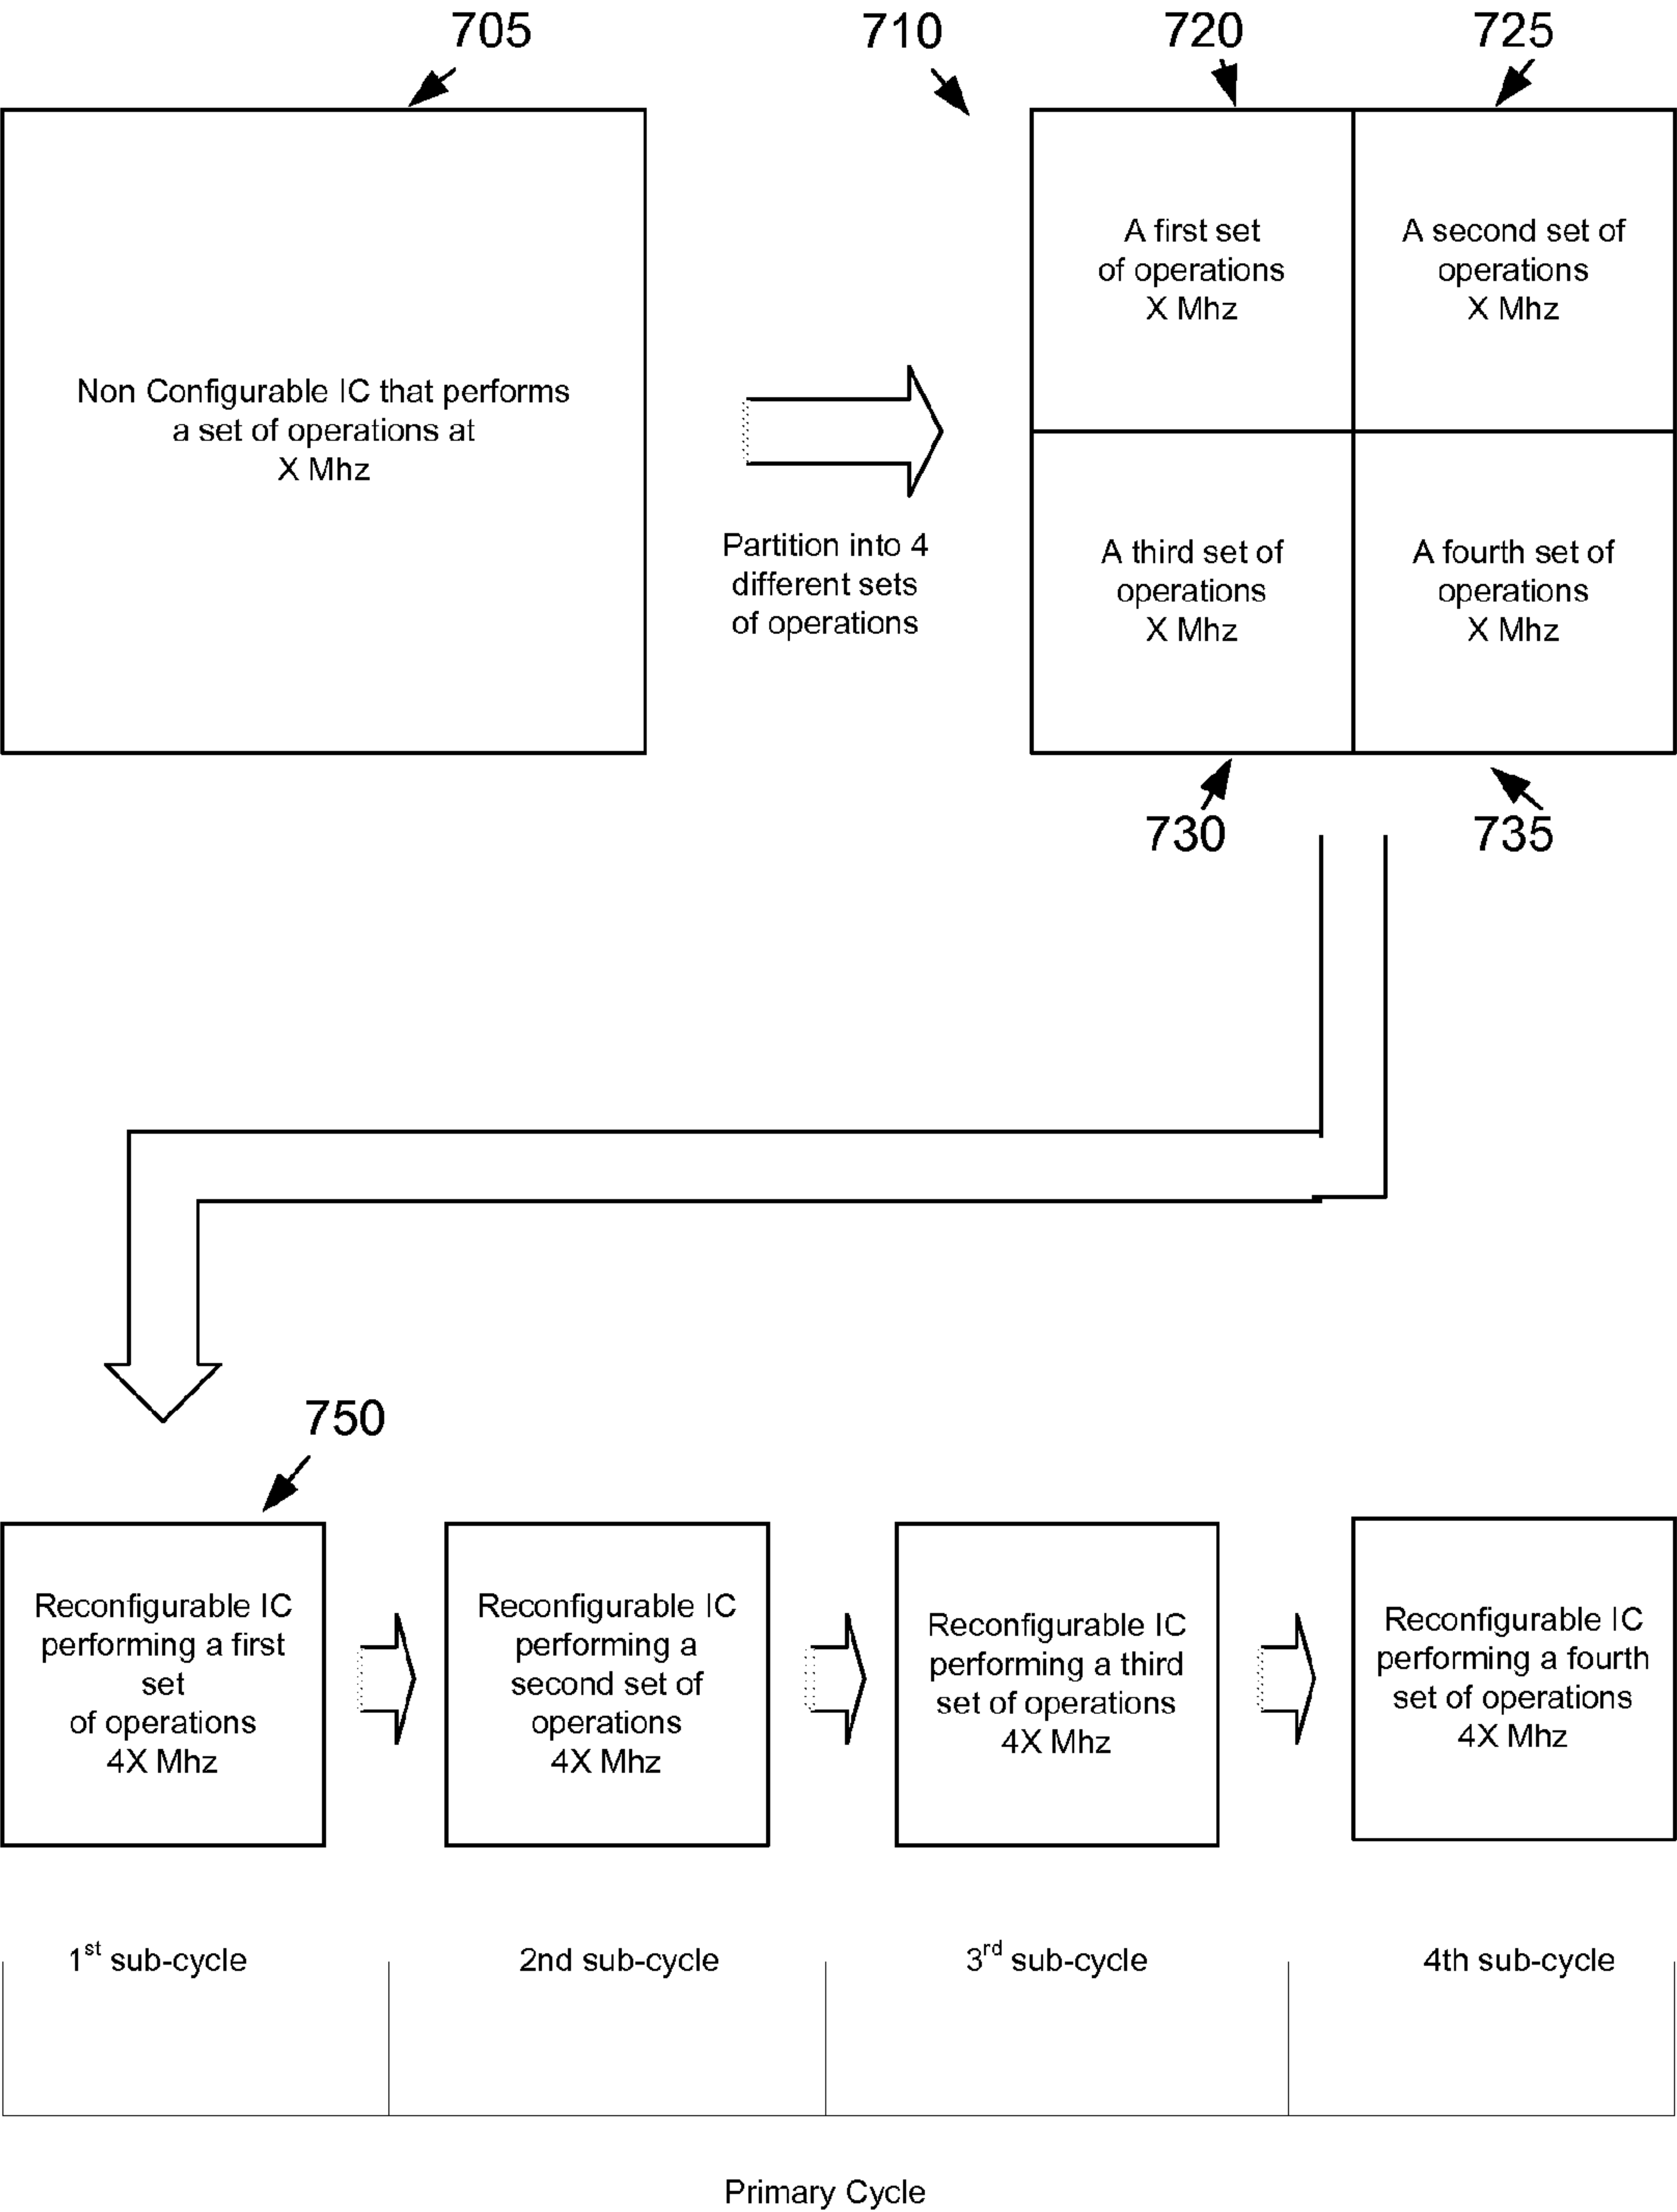 705
710
720
725
Non Configurable IC that performs
a set of operations at
X Mhz
Partition into 4
different sets
of operations
A first set
of operations
X Mhz
A second set of
operations
X Mhz
A third set of
operations
X Mhz
A fourth set of
operations
X Mhz
730
735
750
Reconfigurable IC
performing a first
set
of operations
4X Mhz
Reconfigurable IC
performing a
second set of
operations
4X Mhz
Reconfigurable IC
performing a third
set of operations
4X Mhz
Reconfigurable IC
performing a fourth
set of operations
4X Mhz
1st sub-cycle
2nd sub-cycle
3rd sub-cycle
4th sub-cycle
Primary Cycle